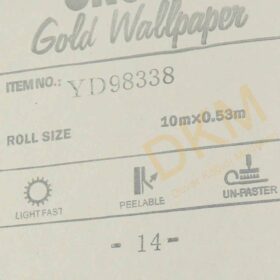 Gold Wallpaper
ITEM NO.: YD98338
ROLL SIZE 10m×0.53m
DKM
LIGHT FAST PEELABLE UN-PASTER
- 14 -